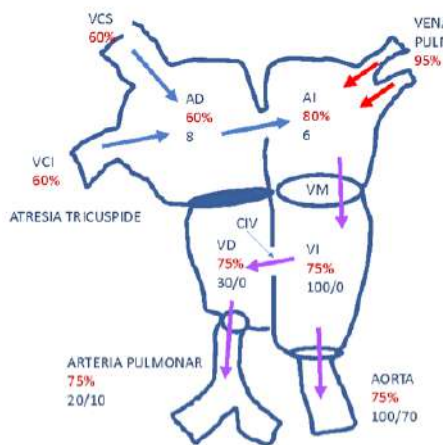 VCS
60%
VENA
PULM
95%
AD
60%
8
AI
80%
6
VCI
60%
VM
ATRESIA TRICUSPIDE
CIV
VD
75%
30/0
VI
75%
100/0
ARTERIA PULMONAR
75%
20/10
AORTA
75%
100/70